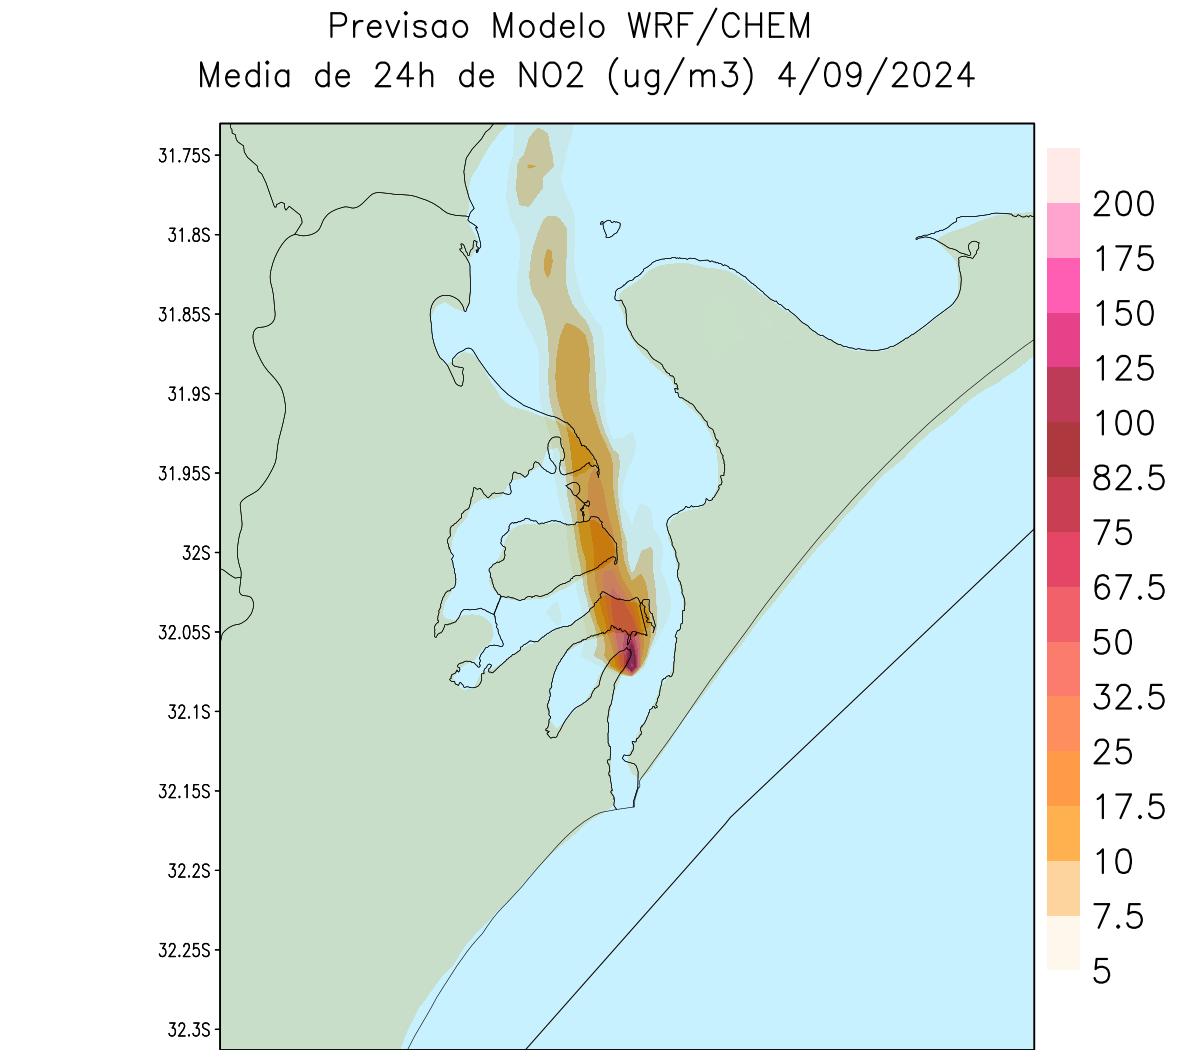 Previsao Modelo WRF/CHEM
Media de 24h de NO2 (ug/m3) 4/09/2024
31.75S
31.8S
31.85S
31.9S
31.95S
32S
32.05S
32.1S
32.15S
32.2S
32.25S
32.3S
200
175
150
125
100
82.5
75
67.5
50
32.5
25
17.5
10
7.5
5